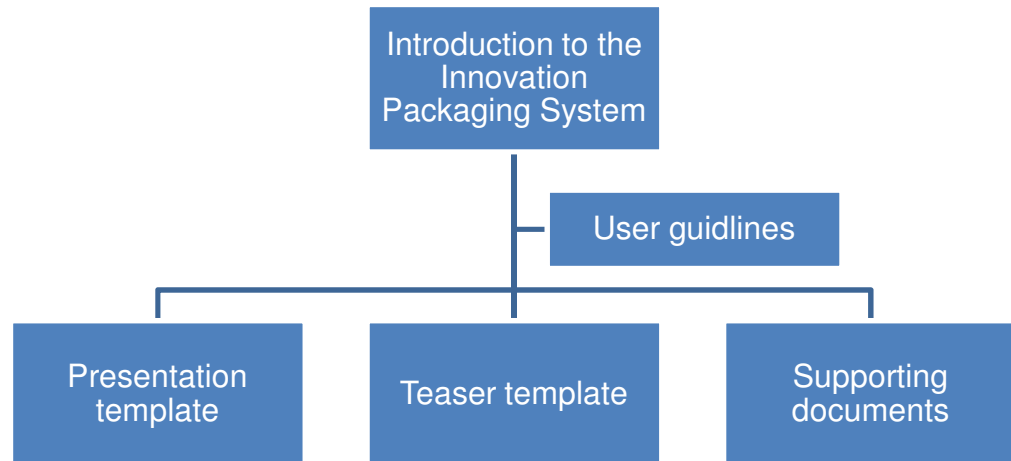 Introduction to the
Innovation
Packaging System
User guidlines
Presentation
template
Teaser template
Supporting
documents